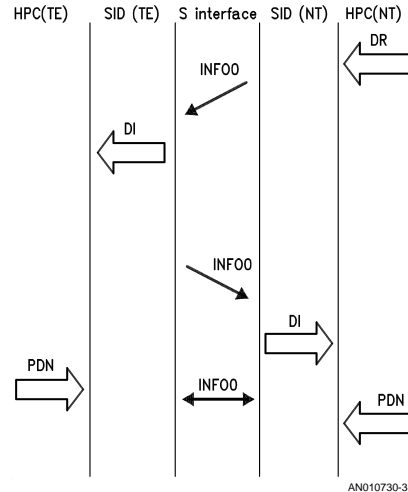 HPC(TE) SID (TE) S interface SID (NT) HPC(NT)
DR
INFO0
DI
INFO0
DI
PDN
INFO0
PDN
AN010730-3